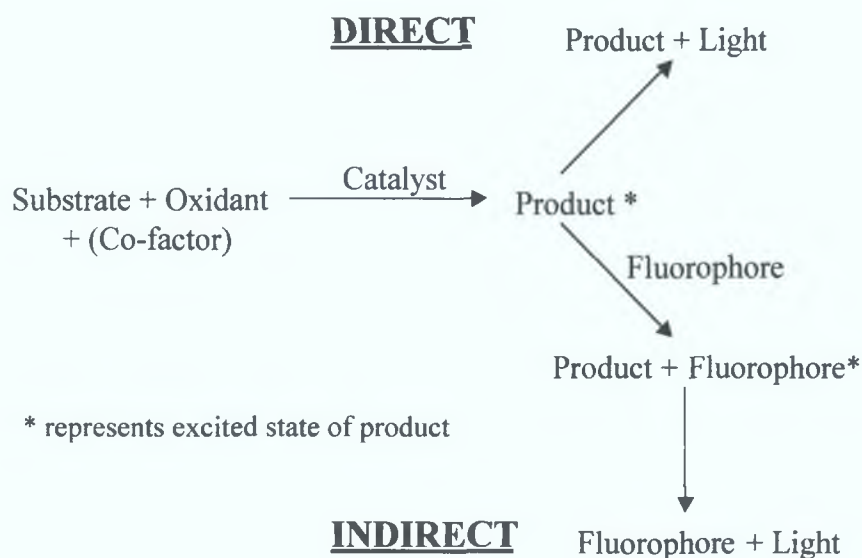 DIRECT
Product + Light
Catalyst
Substrate + Oxidant
+ (Co-factor)
Product *
Fluorophore
Product + Fluorophore*
* represents excited state of product
INDIRECT
Fluorophore + Light